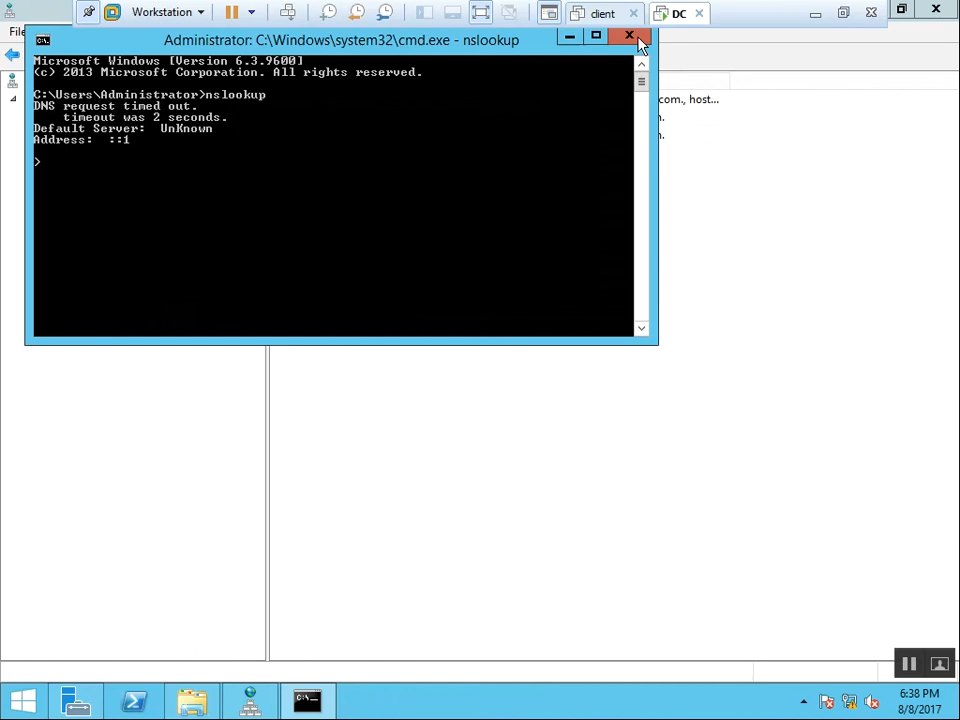 Workstation
client
DC
Administrator: C:\Windows\system32\cmd.exe - nslookup
Fil
Microsoft Windows [Version 6.3.9600]
(c) 2013 Microsoft Corporation. All rights reserved.
com., host...
C:\Users\Administrator>nslookup
DNS request timed out.
timeout was 2 seconds.
Default Server:  UnKnown
Address:  ::1
>
6:38 PM
8/8/2017